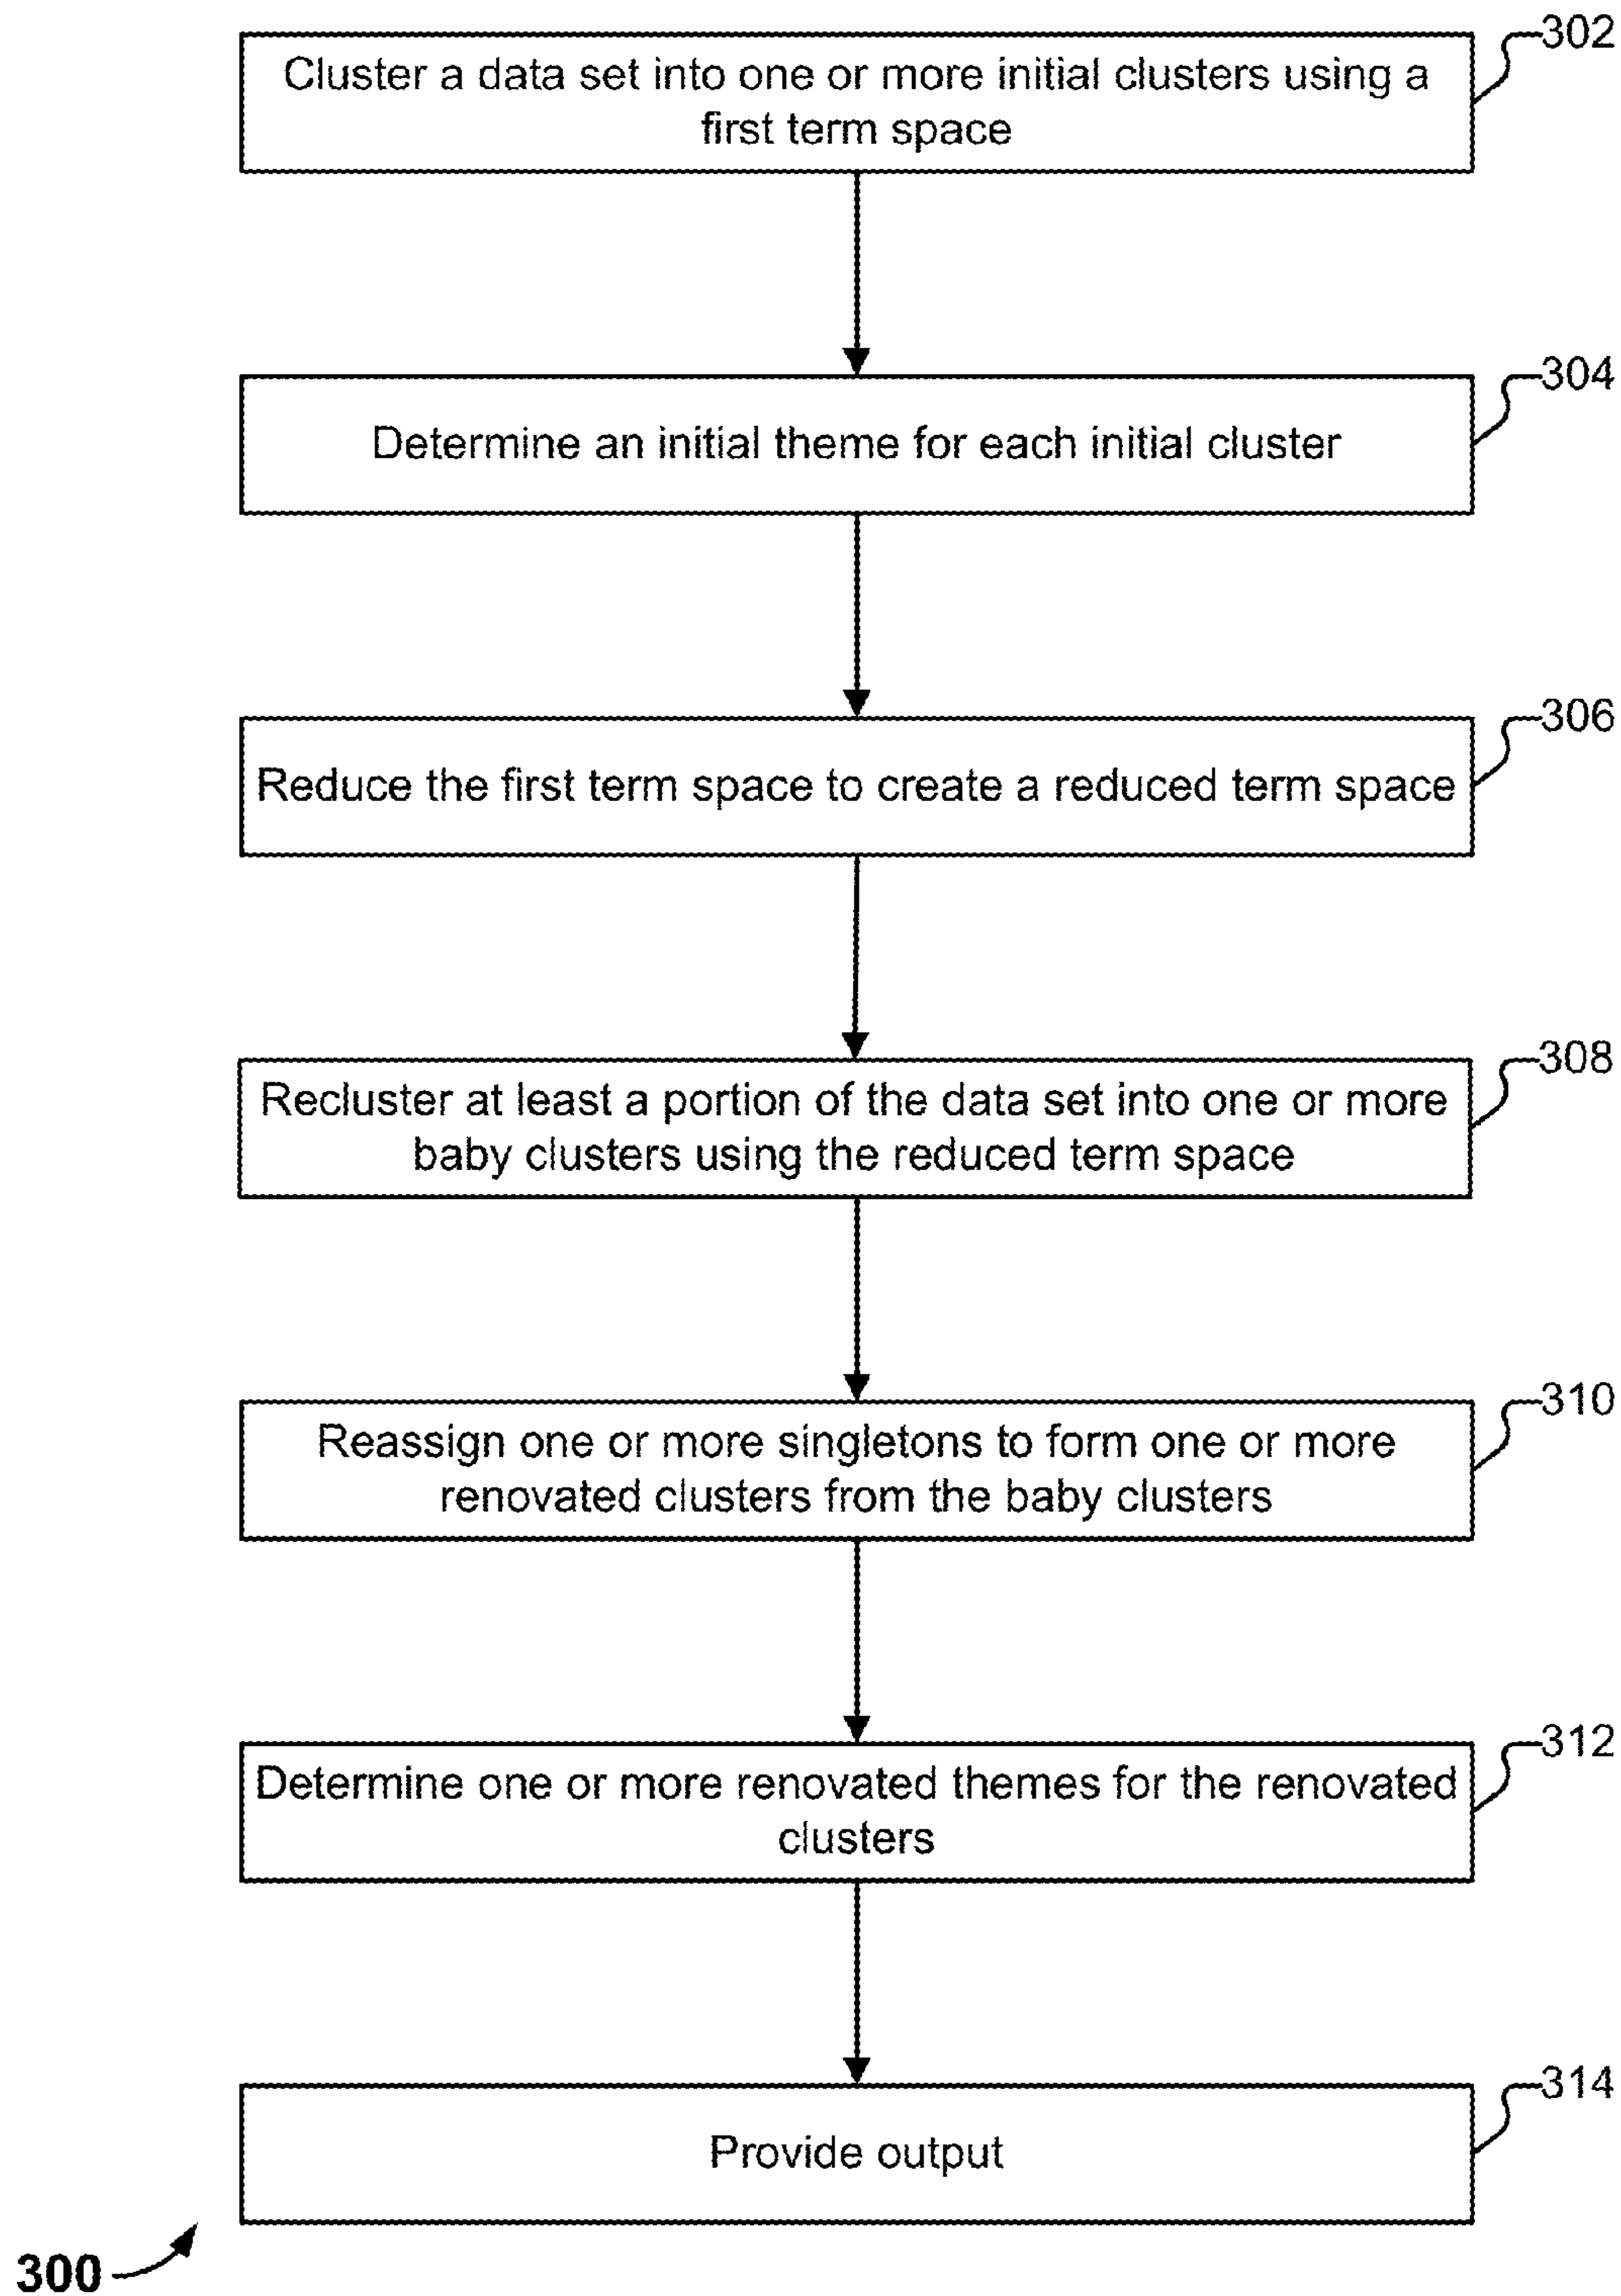 302
Cluster a data set into one or more initial clusters using a
first term space
304
Determine an initial theme for each initial cluster
306
Reduce the first term space to create a reduced term space
308
Recluster at least a portion of the data set into one or more
baby clusters using the reduced term space
310
Reassign one or more singletons to form one or more
renovated clusters from the baby clusters
312
Determine one or more renovated themes for the renovated
clusters
314
Provide output
300